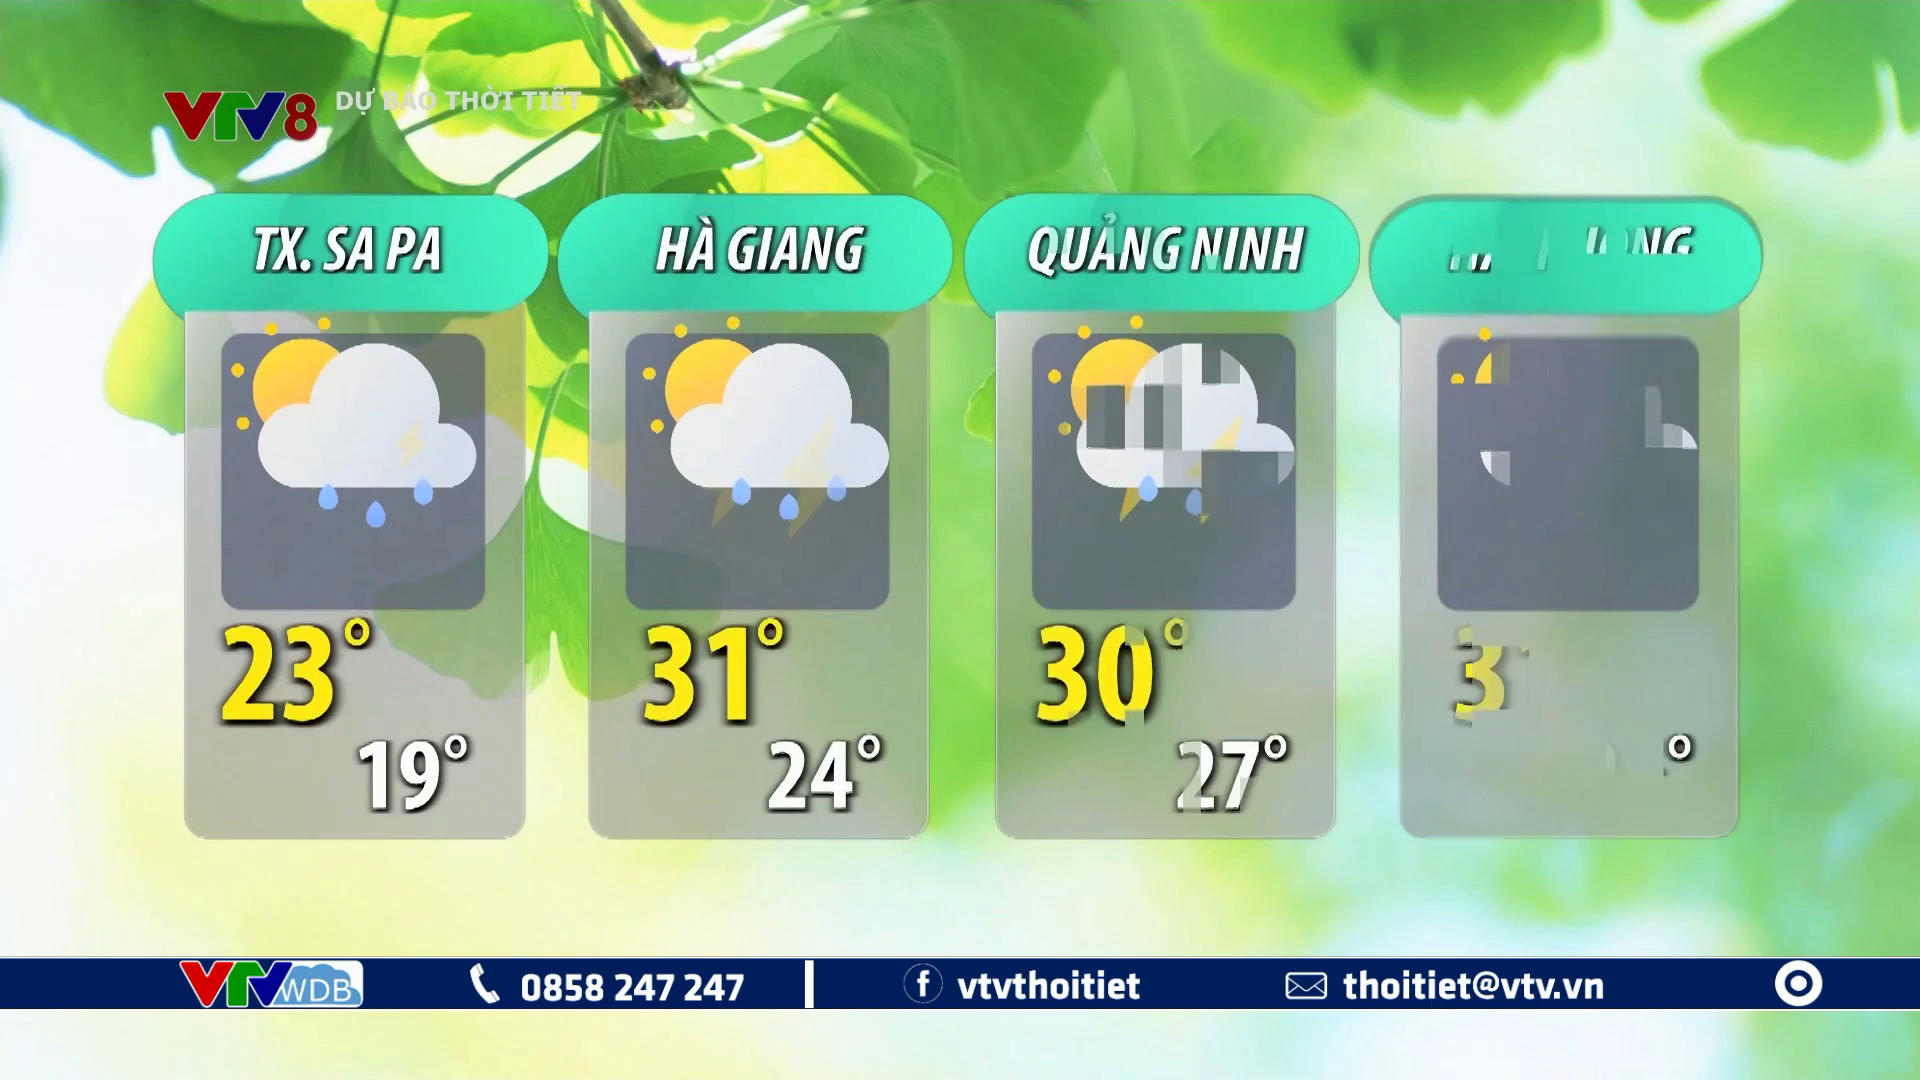 VTV8 DỰ BÁO THỜI TIẾT
TX. SA PA
23°
19°
HÀ GIANG
31°
24°
QUẢNG NINH
30°
27°
VTV WDB 0858 247 247 vtvthoitiet thoitiet@vtv.vn